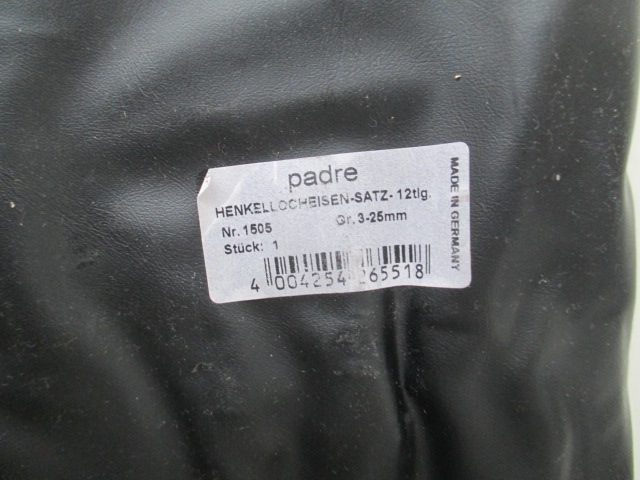 padre
HENKELLOCHEISEN-SATZ- 12tlg.
Nr. 1505 Gr. 3-25mm
Stück: 1
4 004254 265518
MADE IN GERMANY